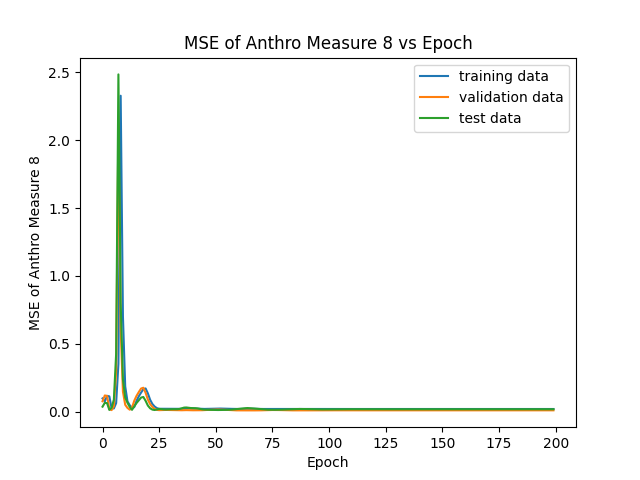 MSE of Anthro Measure 8 vs Epoch
training data
validation data
test data
MSE of Anthro Measure 8
2.5
2.0
1.5
1.0
0.5
0.0
0 25 50 75 100 125 150 175 200
Epoch